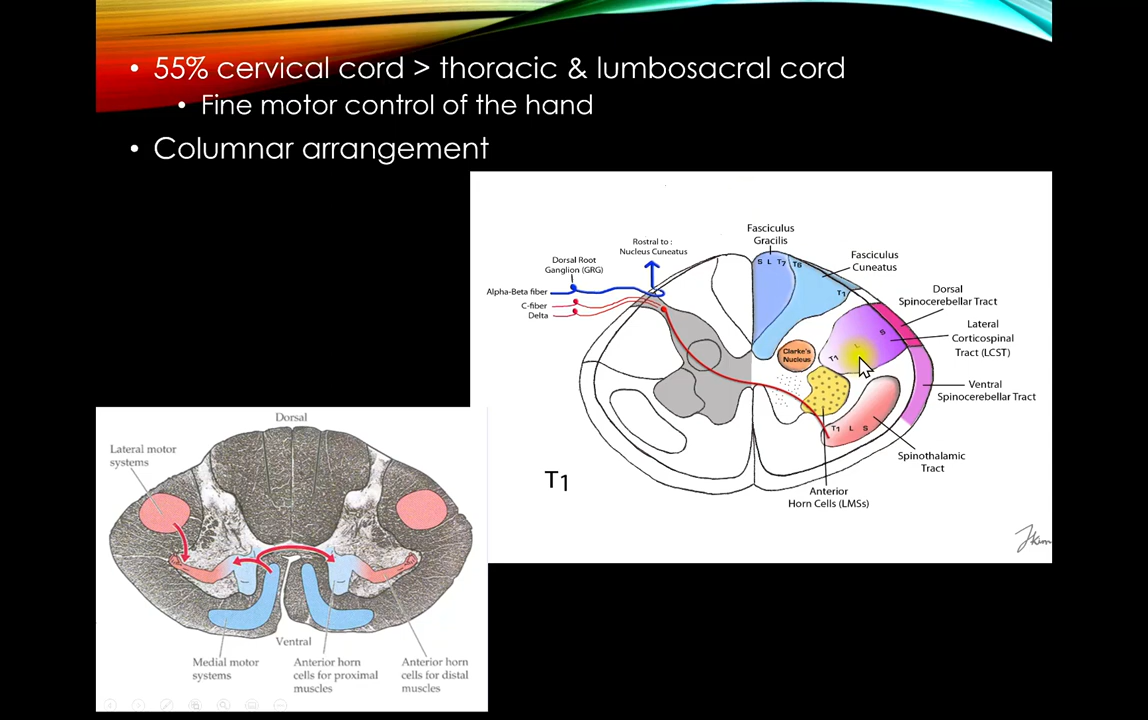 55% cervical cord > thoracic & lumbosacral cord
Fine motor control of the hand
Columnar arrangement
Fasciculus
Gracilis
Rostral to :
Nucleus Cuneatus
Dorsal Root
Ganglion (GRG)
Alpha-Beta fiber
C-fiber
Delta
S L T7 T6
T1
Fasciculus
Cuneatus
Dorsal
Spinocerebellar Tract
Lateral
Corticospinal
Tract (LCST)
Clarke's
Nucleus
T1 L S
Ventral
Spinocerebellar Tract
T1 L S
Spinothalamic
Tract
Anterior
Horn Cells (LMSs)
T1
Dorsal
Lateral motor
systems
Ventral
Medial motor
systems
Anterior horn
cells for proximal
muscles
Anterior horn
cells for distal
muscles